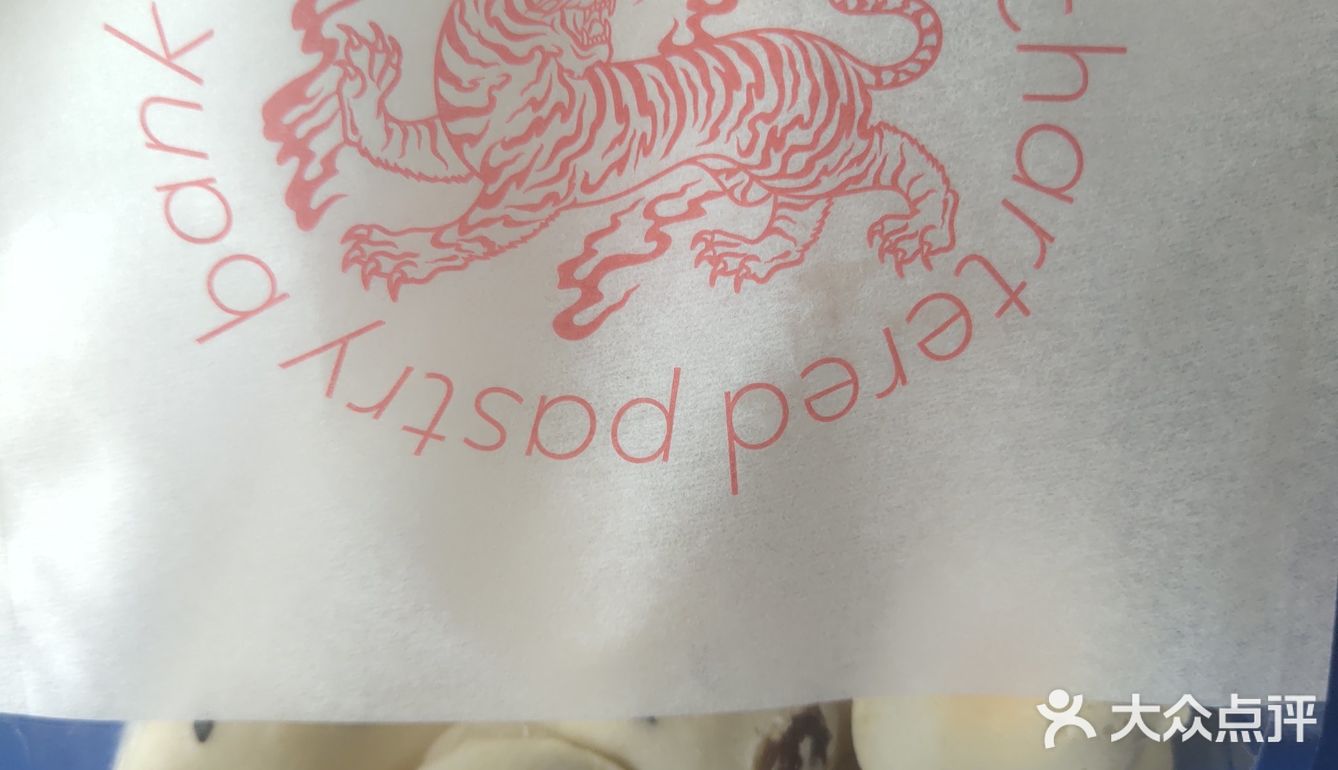 chartered pastry bank
大众点评